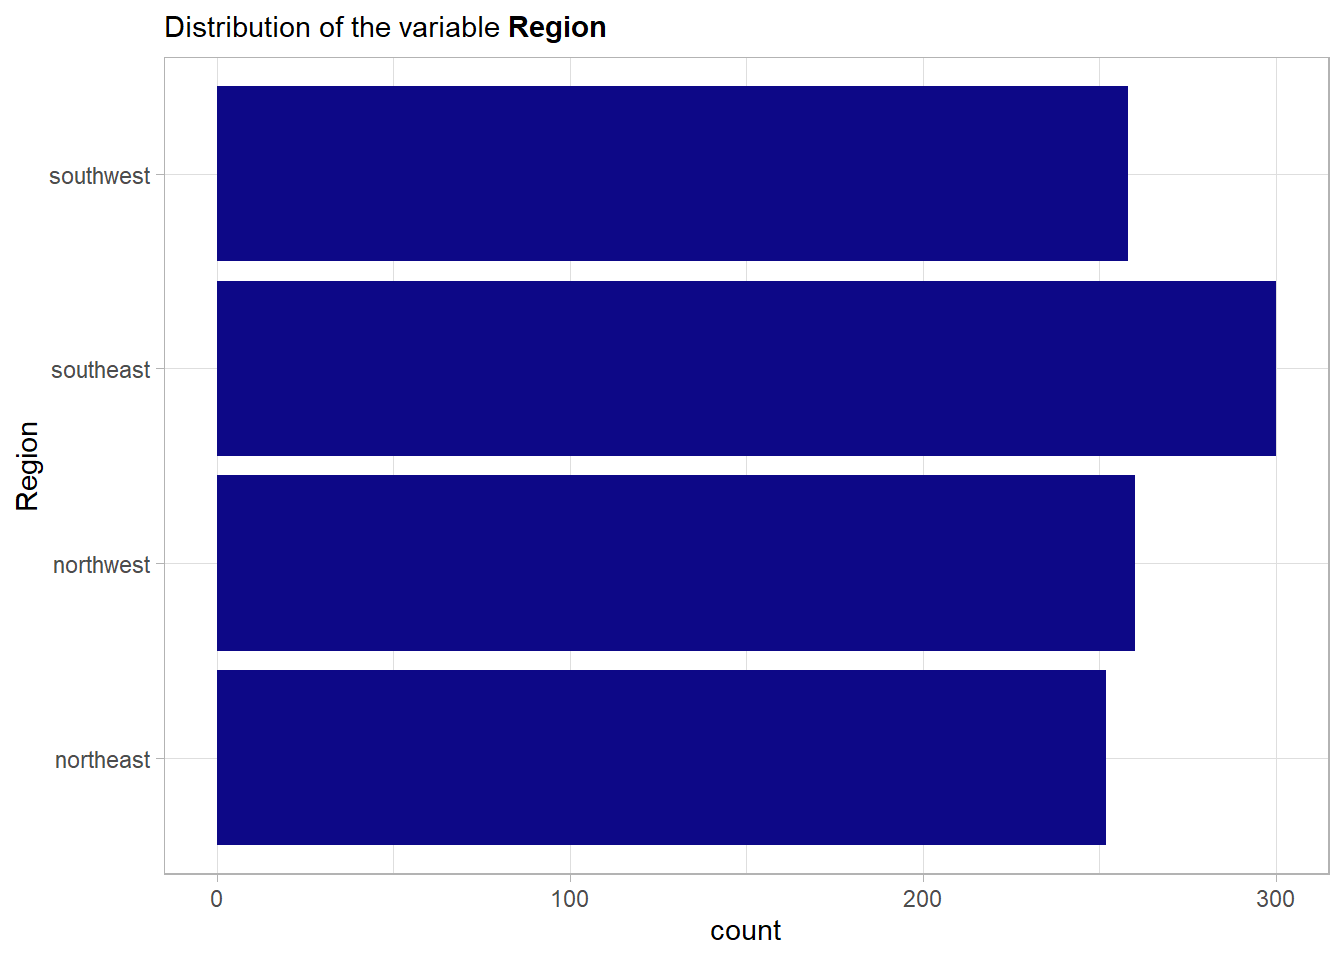 Distribution of the variable Region
southwest
southeast
northwest
northeast
Region
0 100 200 300
count